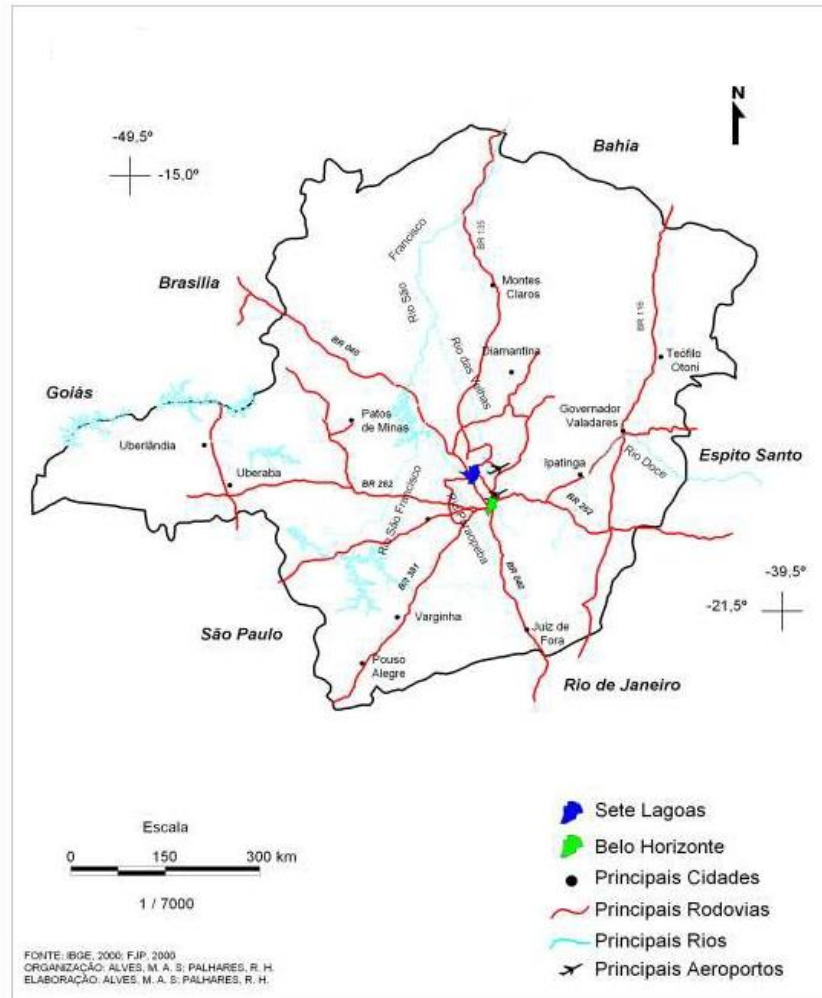 N
-49,5º
-15,0º
Bahia
Francisco
BR 135
Brasília
Montes
Claros
Rio São
BR 116
BR 040
Rio das Velhas
Diamantina
Teófilo
Otoni
Goiás
Patos
de Minas
Governador
Valadares
Uberlândia
Espito Santo
Ipatinga
Rio Doce
Uberaba
BR 262
BR 262
Rio São Francisco
Rio Paraopeba
-39,5º
BR 381
BR 040
-21,5º
São Paulo
Varginha
Juiz de
Fora
Pouso
Alegre
Rio de Janeiro
Escala
0 150 300 km
1 / 7000
Sete Lagoas
Belo Horizonte
Principais Cidades
Principais Rodovias
Principais Rios
Principais Aeroportos
FONTE: IBGE, 2000; FJP, 2000
ORGANIZAÇÃO: ALVES, M. A. S; PALHARES, R. H.
ELABORAÇÃO: ALVES, M. A. S; PALHARES, R. H.